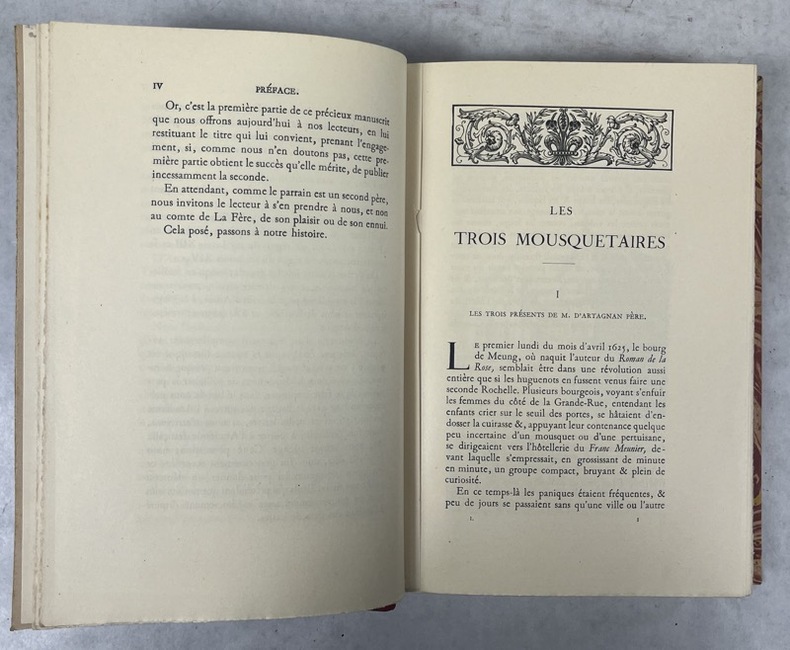 IV
PRÉFACE.
Or, c'est la première partie de ce précieux manuscrit
que nous offrons aujourd'hui à nos lecteurs, en lui
restituant le titre qui lui convient, prenant l'engage-
ment, si, comme nous n'en doutons pas, cette pre-
mière partie obtient le succès qu'elle mérite, de publier
incessamment la seconde.
En attendant, comme le parrain est un second père,
nous invitons le lecteur à s'en prendre à nous, et non
au comte de La Fère, de son plaisir ou de son ennui.
Cela posé, passons à notre histoire.
LES
TROIS MOUSQUETAIRES
I
LES TROIS PRÉSENTS DE M. D'ARTAGNAN PÈRE.
LE premier lundi du mois d'avril 1625, le bourg
de Meung, où naquit l'auteur du Roman de la
Rose, semblait être dans une révolution aussi
entière que si les huguenots en fussent venus faire une
seconde Rochelle. Plusieurs bourgeois, voyant s'enfuir
les femmes du côté de la Grande-Rue, entendant les
enfants crier sur le seuil des portes, se hâtaient d'en-
dosser la cuirasse &, appuyant leur contenance quelque
peu incertaine d'un mousquet ou d'une pertuisane,
se dirigeaient vers l'hôtellerie du Franc Meunier, de-
vant laquelle s'empressait, en grossissant de minute
en minute, un groupe compact, bruyant & plein de
curiosité.
En ce temps-là les paniques étaient fréquentes, &
peu de jours se passaient sans qu'une ville ou l'autre
I. 1